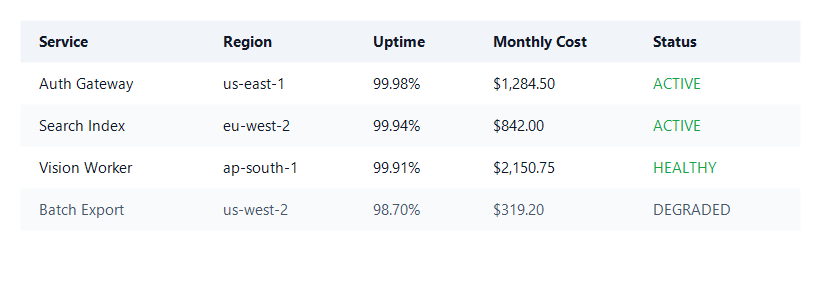 Service Region Uptime Monthly Cost Status
Auth Gateway us-east-1 99.98% $1,284.50 ACTIVE
Search Index eu-west-2 99.94% $842.00 ACTIVE
Vision Worker ap-south-1 99.91% $2,150.75 HEALTHY
Batch Export us-west-2 98.70% $319.20 DEGRADED